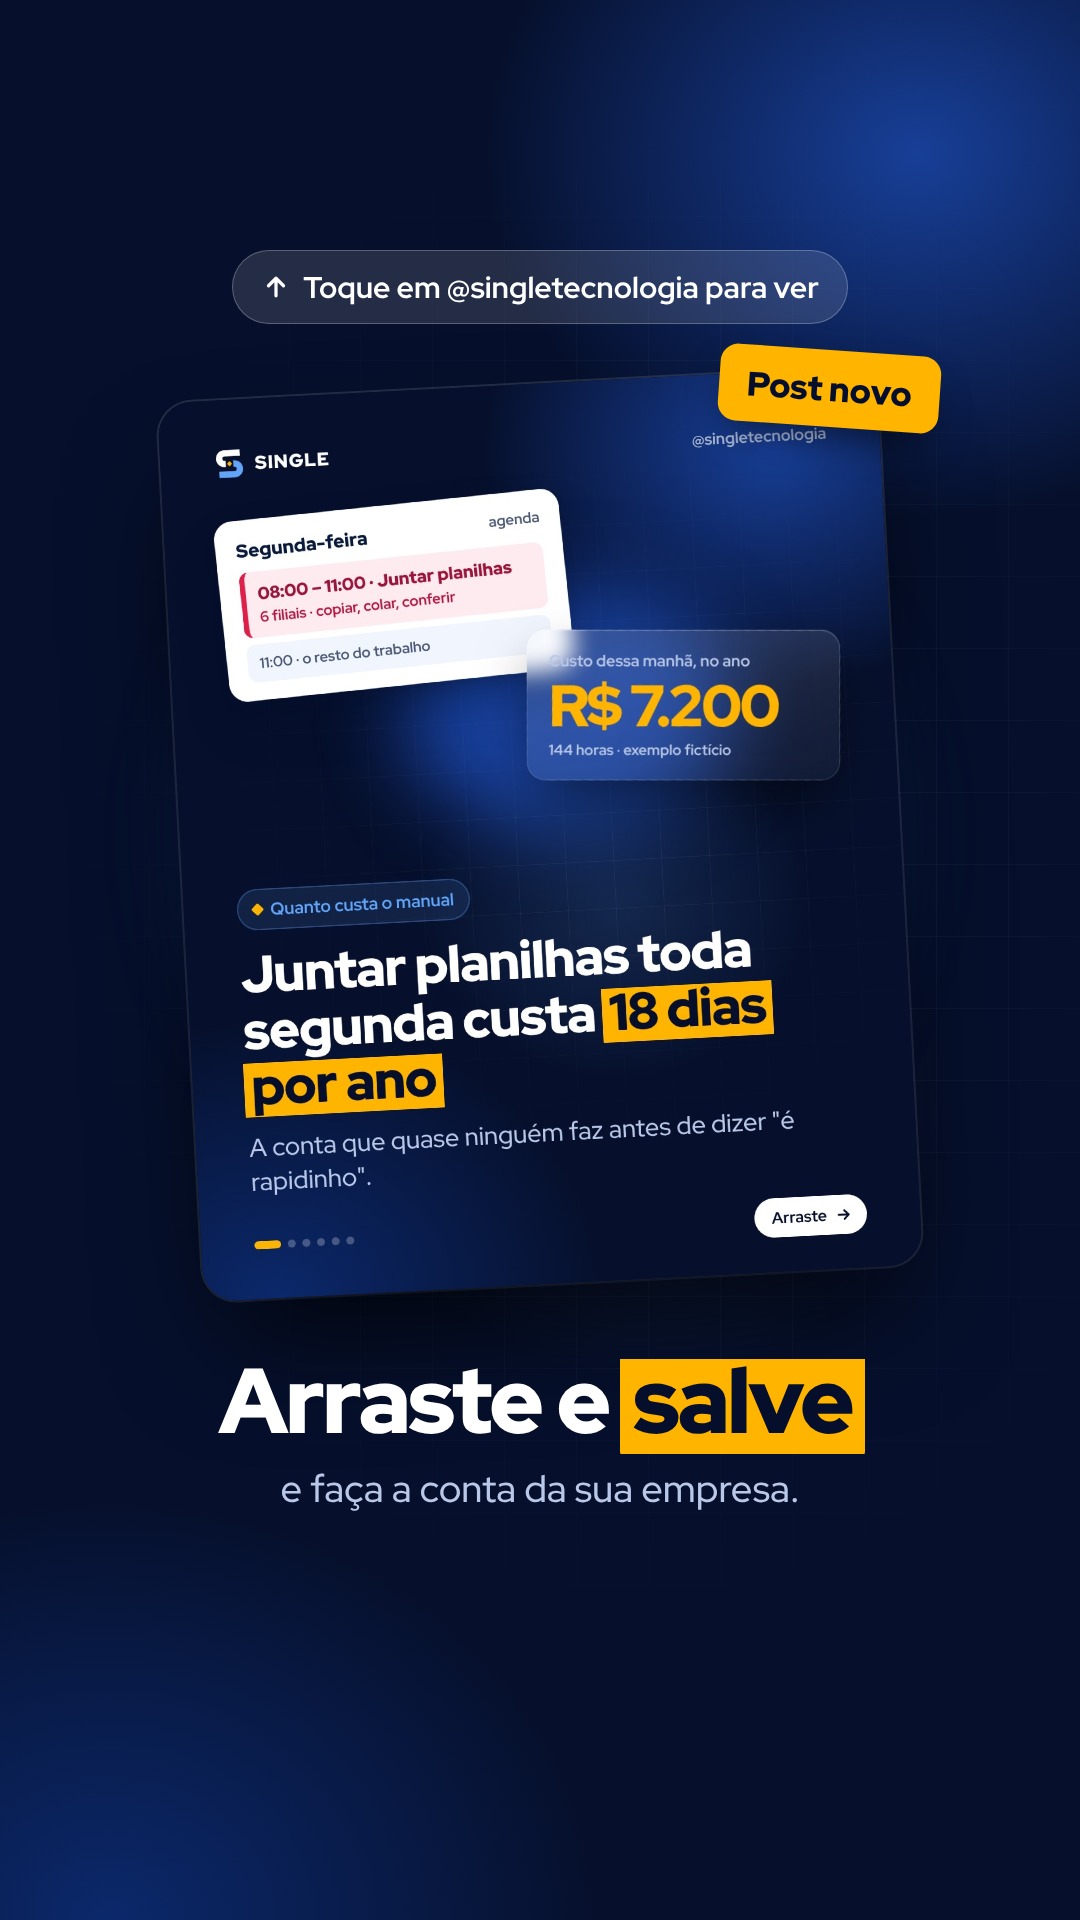 ↑ Toque em @singletecnologia para ver
Post novo
SINGLE
@singletecnologia
Segunda-feira
agenda
08:00 – 11:00 · Juntar planilhas
6 filiais · copiar, colar, conferir
11:00 · o resto do trabalho
Custo dessa manhã, no ano
R$ 7.200
144 horas · exemplo fictício
Quanto custa o manual
Juntar planilhas toda
segunda custa 18 dias
por ano
A conta que quase ninguém faz antes de dizer "é
rapidinho".
Arraste →
Arraste e salve
e faça a conta da sua empresa.